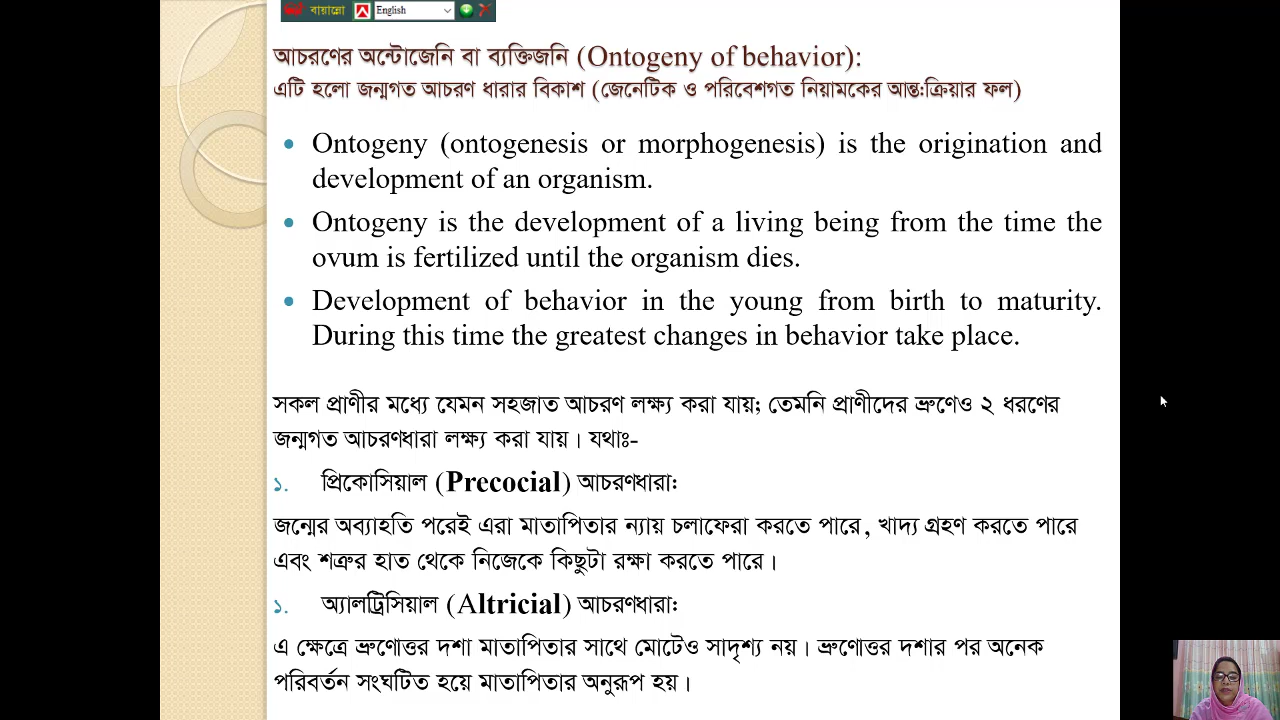 বায়ান্নো English
আচরণের অন্টোজেনি বা ব্যক্তিজনি (Ontogeny of behavior):
এটি হলো জন্মগত আচরণ ধারার বিকাশ (জেনেটিক ও পরিবেশগত নিয়ামকের আন্ত:ক্রিয়ার ফল)
• Ontogeny (ontogenesis or morphogenesis) is the origination and
development of an organism.
• Ontogeny is the development of a living being from the time the
ovum is fertilized until the organism dies.
• Development of behavior in the young from birth to maturity.
During this time the greatest changes in behavior take place.
সকল প্রাণীর মধ্যে যেমন সহজাত আচরণ লক্ষ্য করা যায়; তেমনি প্রাণীদের ভ্রুণেও ২ ধরণের
জন্মগত আচরণধারা লক্ষ্য করা যায়। যথাঃ-
১. প্রিকোসিয়াল (Precocial) আচরণধারাঃ
জন্মের অব্যাহতি পরেই এরা মাতাপিতার ন্যায় চলাফেরা করতে পারে, খাদ্য গ্রহণ করতে পারে
এবং শত্রুর হাত থেকে নিজেকে কিছুটা রক্ষা করতে পারে।
১. অ্যালট্রিসিয়াল (Altricial) আচরণধারাঃ
এ ক্ষেত্রে ভ্রুণোত্তর দশা মাতাপিতার সাথে মোটেও সাদৃশ্য নয়। ভ্রুণোত্তর দশার পর অনেক
পরিবর্তন সংঘটিত হয়ে মাতাপিতার অনুরূপ হয়।